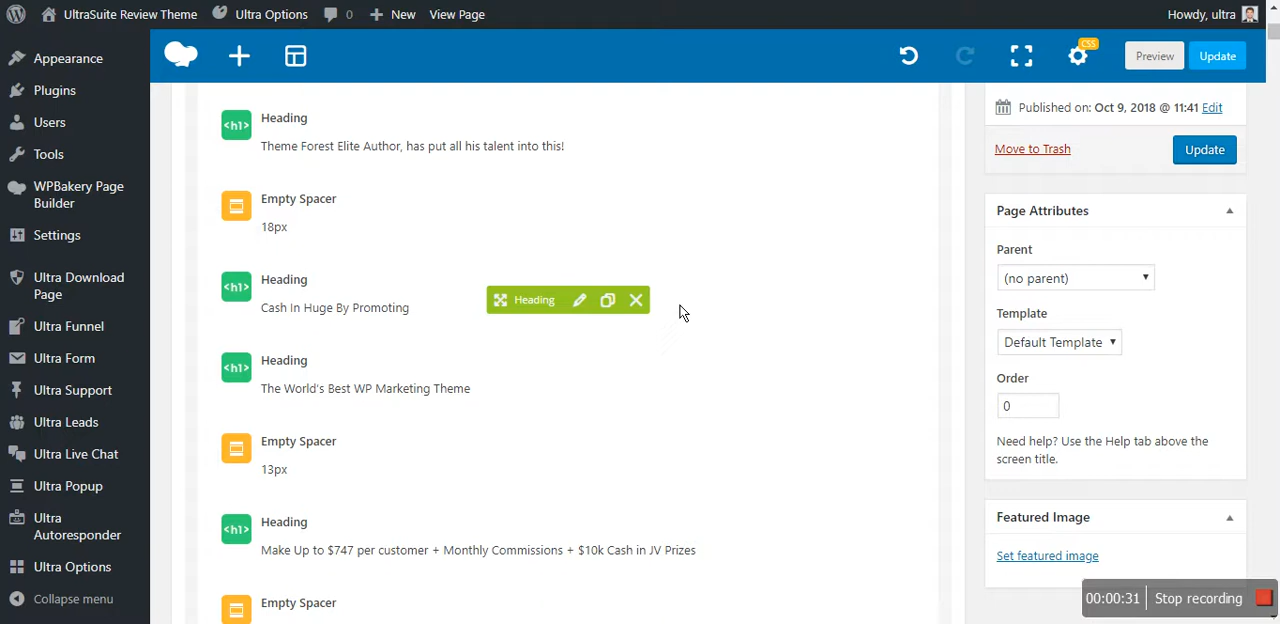 UltraSuite Review Theme
Ultra Options
0
New
View Page
Howdy, ultra
Appearance
Plugins
Users
Tools
WPBakery Page
Builder
Settings
Ultra Download
Page
Ultra Funnel
Ultra Form
Ultra Support
Ultra Leads
Ultra Live Chat
Ultra Popup
Ultra
Autoresponder
Ultra Options
Collapse menu
CSS
Preview
Update
<h1>
Heading
Theme Forest Elite Author, has put all his talent into this!
Empty Spacer
18px
<h1>
Heading
Cash In Huge By Promoting
Heading
<h1>
Heading
The World's Best WP Marketing Theme
Empty Spacer
13px
<h1>
Heading
Make Up to $747 per customer + Monthly Commissions + $10k Cash in JV Prizes
Empty Spacer
Published on: Oct 9, 2018 @ 11:41 Edit
Move to Trash
Update
Page Attributes
Parent
(no parent)
Template
Default Template
Order
0
Need help? Use the Help tab above the
screen title.
Featured Image
Set featured image
00:00:31
Stop recording